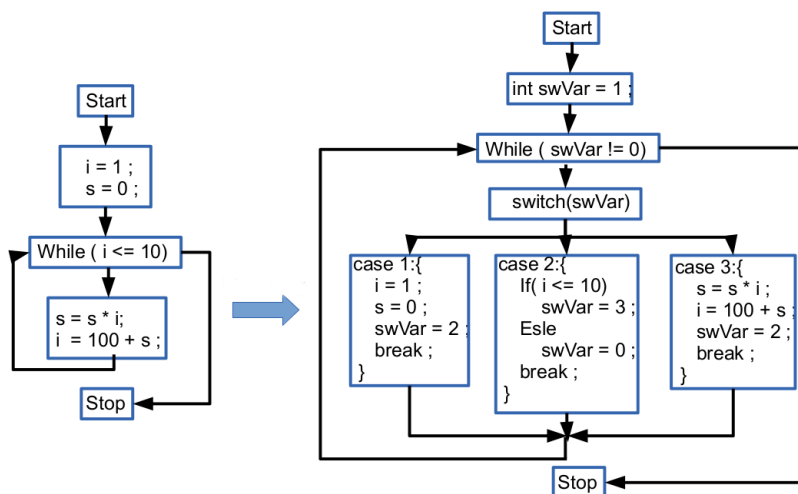 Start
i = 1 ;
s = 0 ;
While ( i <= 10)
s = s * i;
i = 100 + s ;
Stop
Start
int swVar = 1 ;
While ( swVar != 0)
switch(swVar)
case 1:{
i = 1 ;
s = 0 ;
swVar = 2 ;
break ;
}
case 2:{
If( i <= 10)
swVar = 3 ;
Esle
swVar = 0 ;
break ;
}
case 3:{
s = s * i ;
i = 100 + s ;
swVar = 2 ;
break ;
}
Stop